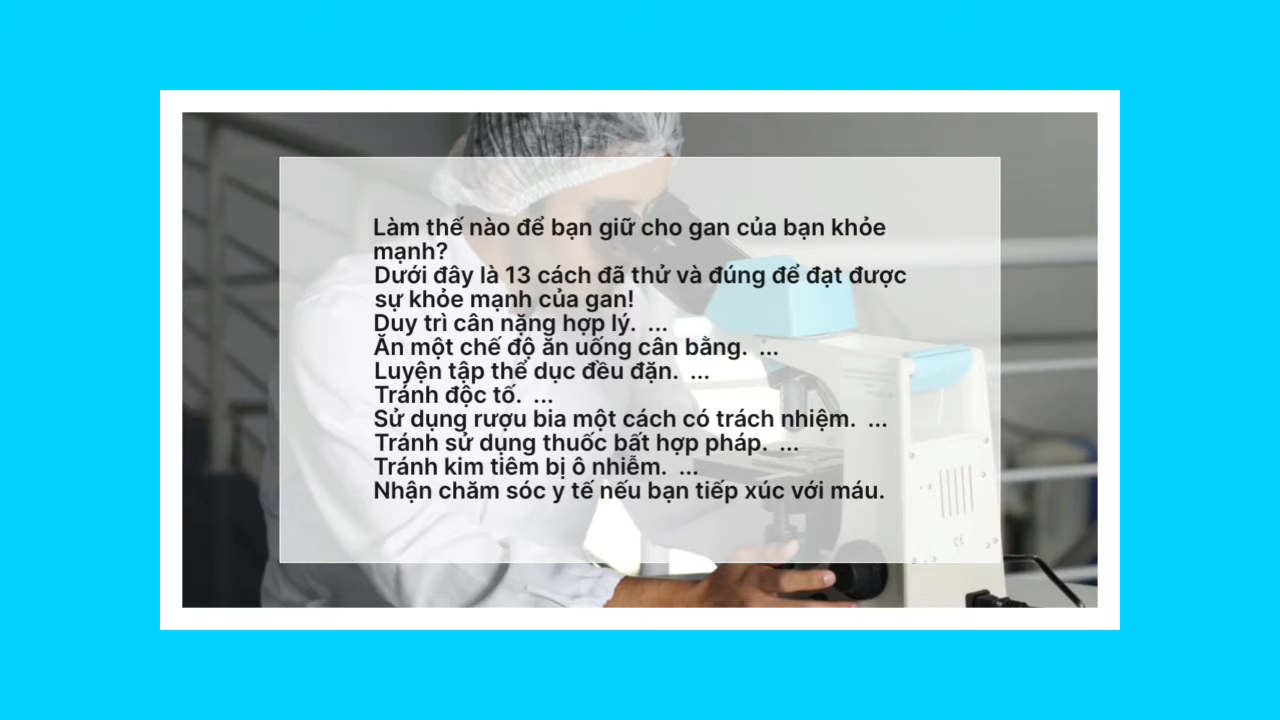 Làm thế nào để bạn giữ cho gan của bạn khỏe
mạnh?
Dưới đây là 13 cách đã thử và đúng để đạt được
sự khỏe mạnh của gan!
Duy trì cân nặng hợp lý. ...
Ăn một chế độ ăn uống cân bằng. ...
Luyện tập thể dục đều đặn. ...
Tránh độc tố. ...
Sử dụng rượu bia một cách có trách nhiệm. ...
Tránh sử dụng thuốc bất hợp pháp. ...
Tránh kim tiêm bị ô nhiễm. ...
Nhận chăm sóc y tế nếu bạn tiếp xúc với máu.
CE